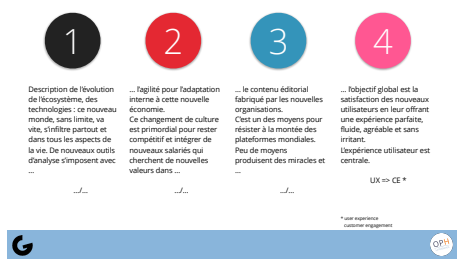 1
2
3
4
Description de l'évolution
de l'écosystème, des
technologies : ce nouveau
monde, sans limite, va
vite, s'infiltre partout et
dans tous les aspects de
la vie. De nouveaux outils
d'analyse s'imposent avec
...
.../...
... l'agilité pour l'adaptation
interne à cette nouvelle
économie.
Ce changement de culture
est primordial pour rester
compétitif et intégrer de
nouveaux salariés qui
cherchent de nouvelles
valeurs dans ...
.../...
... le contenu éditorial
fabriqué par les nouvelles
organisations.
C'est un des moyens pour
résister à la montée des
plateformes mondiales.
Peu de moyens
produisent des miracles et
...
.../...
... l'objectif global est la
satisfaction des nouveaux
utilisateurs en leur offrant
une expérience parfaite,
fluide, agréable et sans
irritant.
L'expérience utilisateur est
centrale.
UX => CE *
* user experience
customer engagement
G
OPH